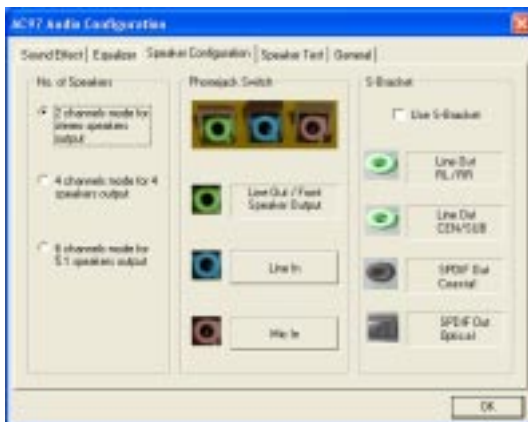 AC97 Audio Configuration
Sound Effect
Equalizer
Speaker Configuration
Speaker Test
General
No. of Speakers
2 channels mode for
stereo speakers
output
4 channels mode for 4
speakers output
6 channels mode for
5.1 speakers output
Phonejack Switch
Line Out / Front
Speaker Output
Line In
Mic In
S-Bracket
Use S-Bracket
Line Out
RL/RR
Line Out
CEN/SUB
SPDIF Out
Coaxial
SPDIF Out
Optical
OK